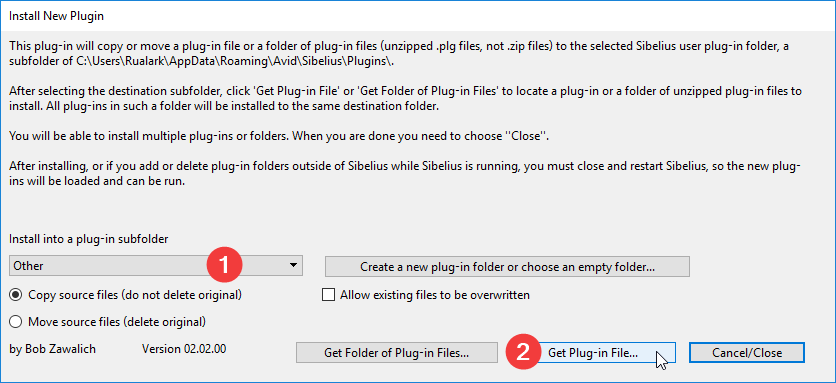 Install New Plugin
This plug-in will copy or move a plug-in file or a folder of plug-in files (unzipped .plg files, not .zip files) to the selected Sibelius user plug-in folder, a
subfolder of C:\Users\Rualark\AppData\Roaming\Avid\Sibelius\Plugins\.
After selecting the destination subfolder, click 'Get Plug-in File' or 'Get Folder of Plug-in Files' to locate a plug-in or a folder of unzipped plug-in files to
install. All plug-ins in such a folder will be installed to the same destination folder.
You will be able to install multiple plug-ins or folders. When you are done you need to choose ''Close''.
After installing, or if you add or delete plug-in folders outside of Sibelius while Sibelius is running, you must close and restart Sibelius, so the new plug-
ins will be loaded and can be run.
Install into a plug-in subfolder
Other 1 Create a new plug-in folder or choose an empty folder...
Copy source files (do not delete original) Allow existing files to be overwritten
Move source files (delete original)
by Bob Zawalich Version 02.02.00 Get Folder of Plug-in Files... 2 Get Plug-in File... Cancel/Close